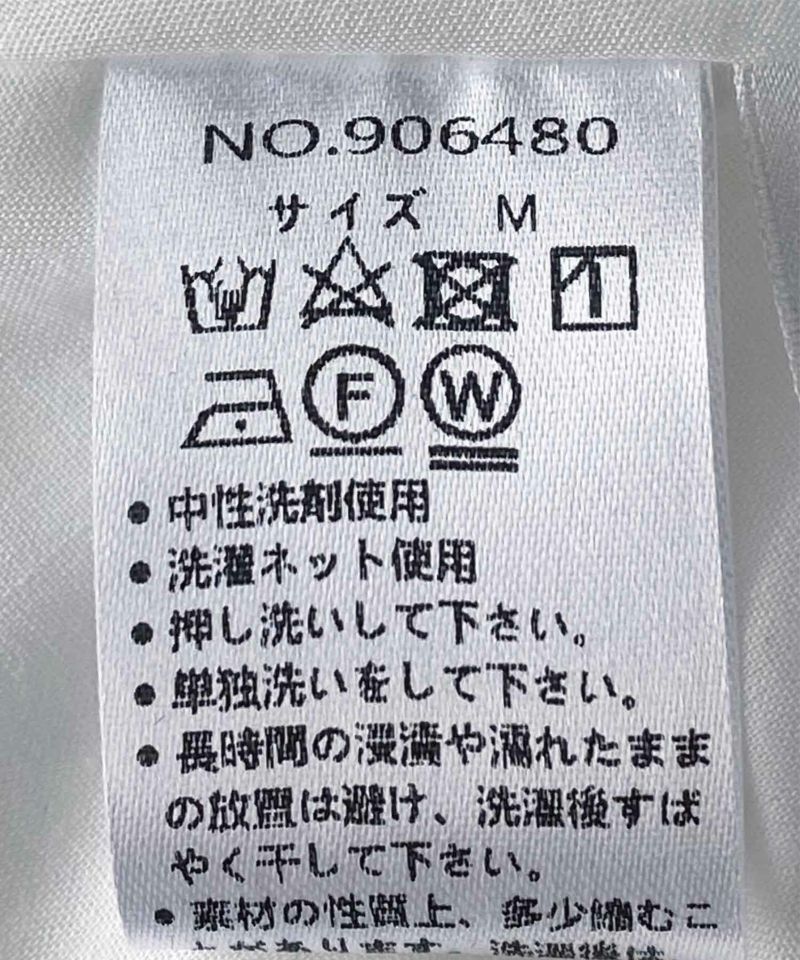 NO.906480
サイズ M
F W
●中性洗剤使用
●洗濯ネット使用
●押し洗いして下さい。
●単独洗いをして下さい。
●長時間の浸漬や濡れたまま
の放置は避け、洗濯後すば
やく干して下さい。
●素材の性質上、多少縮むこ